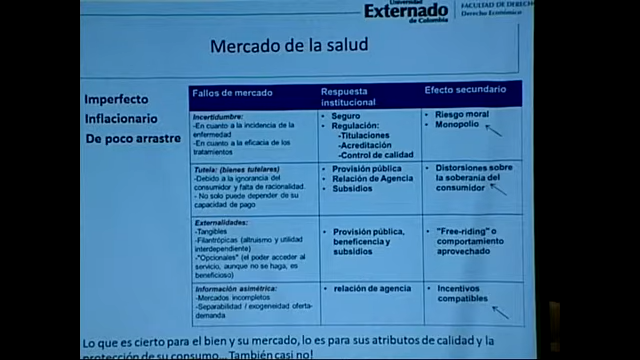 Universidad
Externado
de Colombia
FACULTAD DE DERECH
Derecho Económico
Mercado de la salud
Imperfecto
Inflacionario
De poco arrastre
Fallos de mercado
Respuesta
institucional
Efecto secundario
Incertidumbre:
-En cuanto a la incidencia de la
enfermedad
-En cuanto a la eficacia de los
tratamientos
• Seguro
• Regulación:
-Titulaciones
-Acreditación
-Control de calidad
• Riesgo moral
• Monopolio
Tutela: (bienes tutelares)
-Debido a la ignorancia del
consumidor y falta de racionalidad.
- No solo puede depender de su
capacidad de pago
• Provisión pública
• Relación de Agencia
• Subsidios
• Distorsiones sobre
la soberanía del
consumidor
Externalidades:
-Tangibles
-Filantrópicas (altruismo y utilidad
interdependiente)
-"Opcionales" (el poder acceder al
servicio, aunque no se haga, es
beneficioso)
• Provisión pública,
beneficencia y
subsidios
• "Free-riding" o
comportamiento
aprovechado
Información asimétrica:
-Mercados incompletos
-Separabilidad / exogeneidad oferta-
demanda
• relación de agencia
• Incentivos
compatibles
Lo que es cierto para el bien y su mercado, lo es para sus atributos de calidad y la
protección de su consumo... También casi no!